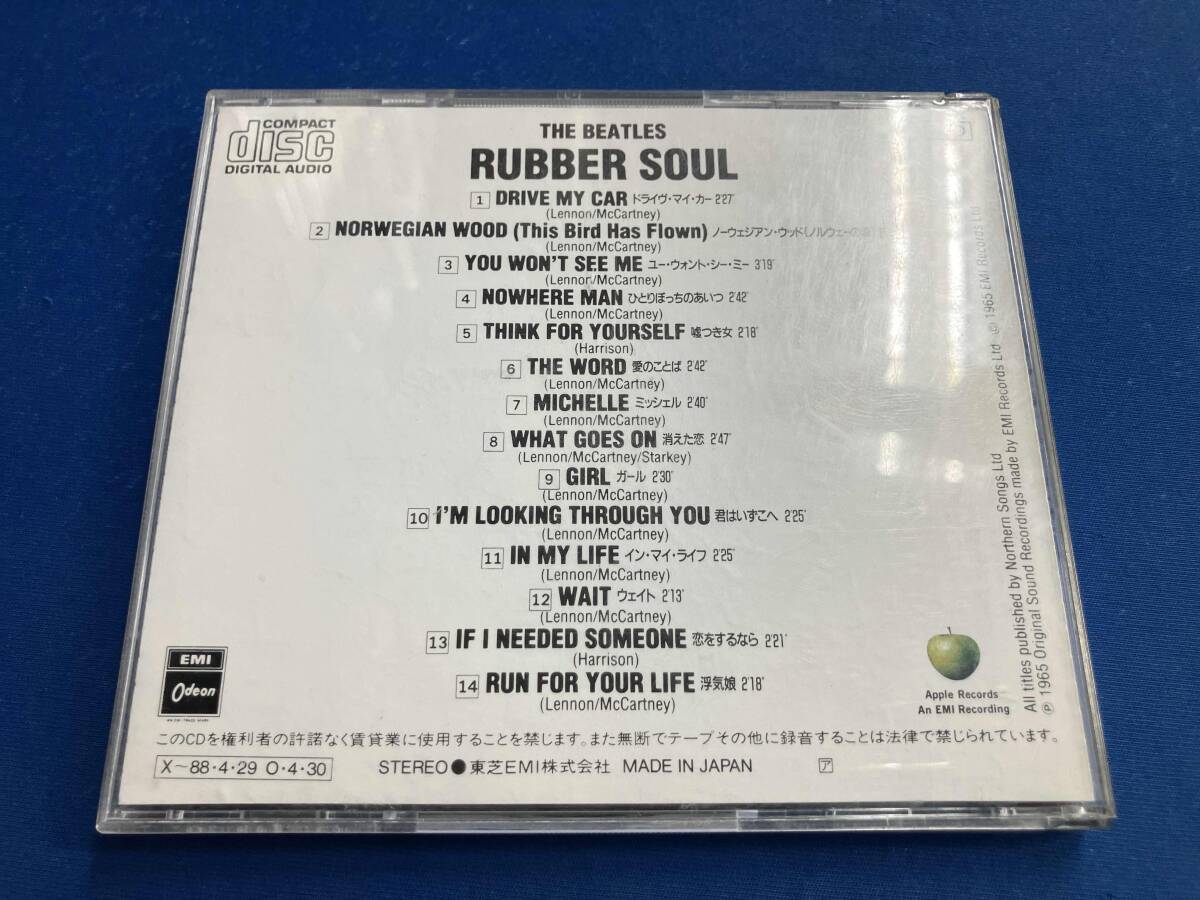 COMPACT
disc
DIGITAL AUDIO
THE BEATLES
RUBBER SOUL
1 DRIVE MY CAR ドライヴ・マイ・カー 2'27"
(Lennon/McCartney)
2 NORWEGIAN WOOD (This Bird Has Flown) ノーウェジアン・ウッド(ノルウェーの
(Lennon/McCartney)
3 YOU WON'T SEE ME ユー・ウォント・シー・ミー 3'19"
(Lennon/McCartney)
4 NOWHERE MAN ひとりぼっちのあいつ 2'42"
(Lennon/McCartney)
5 THINK FOR YOURSELF 嘘つき女 2'18"
(Harrison)
6 THE WORD 愛のことば 2'42"
(Lennon/McCartney)
7 MICHELLE ミッシェル 2'40"
(Lennon/McCartney)
8 WHAT GOES ON 消えた恋 2'47"
(Lennon/McCartney/Starkey)
9 GIRL ガール 2'30"
(Lennon/McCartney)
10 I'M LOOKING THROUGH YOU 君はいずこへ 2'25"
(Lennon/McCartney)
11 IN MY LIFE イン・マイ・ライフ 2'25"
(Lennon/McCartney)
12 WAIT ウェイト 2'13"
(Lennon/McCartney)
13 IF I NEEDED SOMEONE 恋をするなら 2'21"
(Harrison)
14 RUN FOR YOUR LIFE 浮気娘 2'18"
(Lennon/McCartney)
EMI
Odeon
Apple Records
An EMI Recording
All titles published by Northern Songs Ltd
℗ 1965 Original Sound Recordings made by EMI Records Ltd © 1965 EMI Records Ltd
このCDを権利者の許諾なく賃貸業に使用することを禁じます。また無断でテープその他に録音することは法律で禁じられています。
X〜88・4・29 O・4・30 STEREO●東芝EMI株式会社 MADE IN JAPAN ア